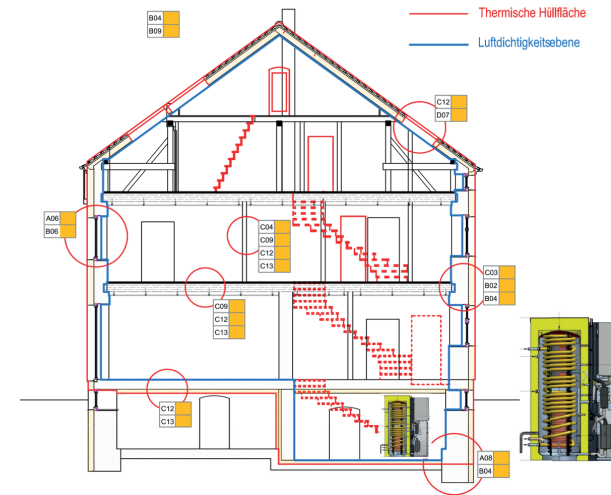 B04
B09
Thermische Hüllfläche
Luftdichtigkeitsebene
C12
D07
A06
B06
C04
C09
C12
C13
C03
B02
B04
C09
C12
C13
C12
C13
A08
B04